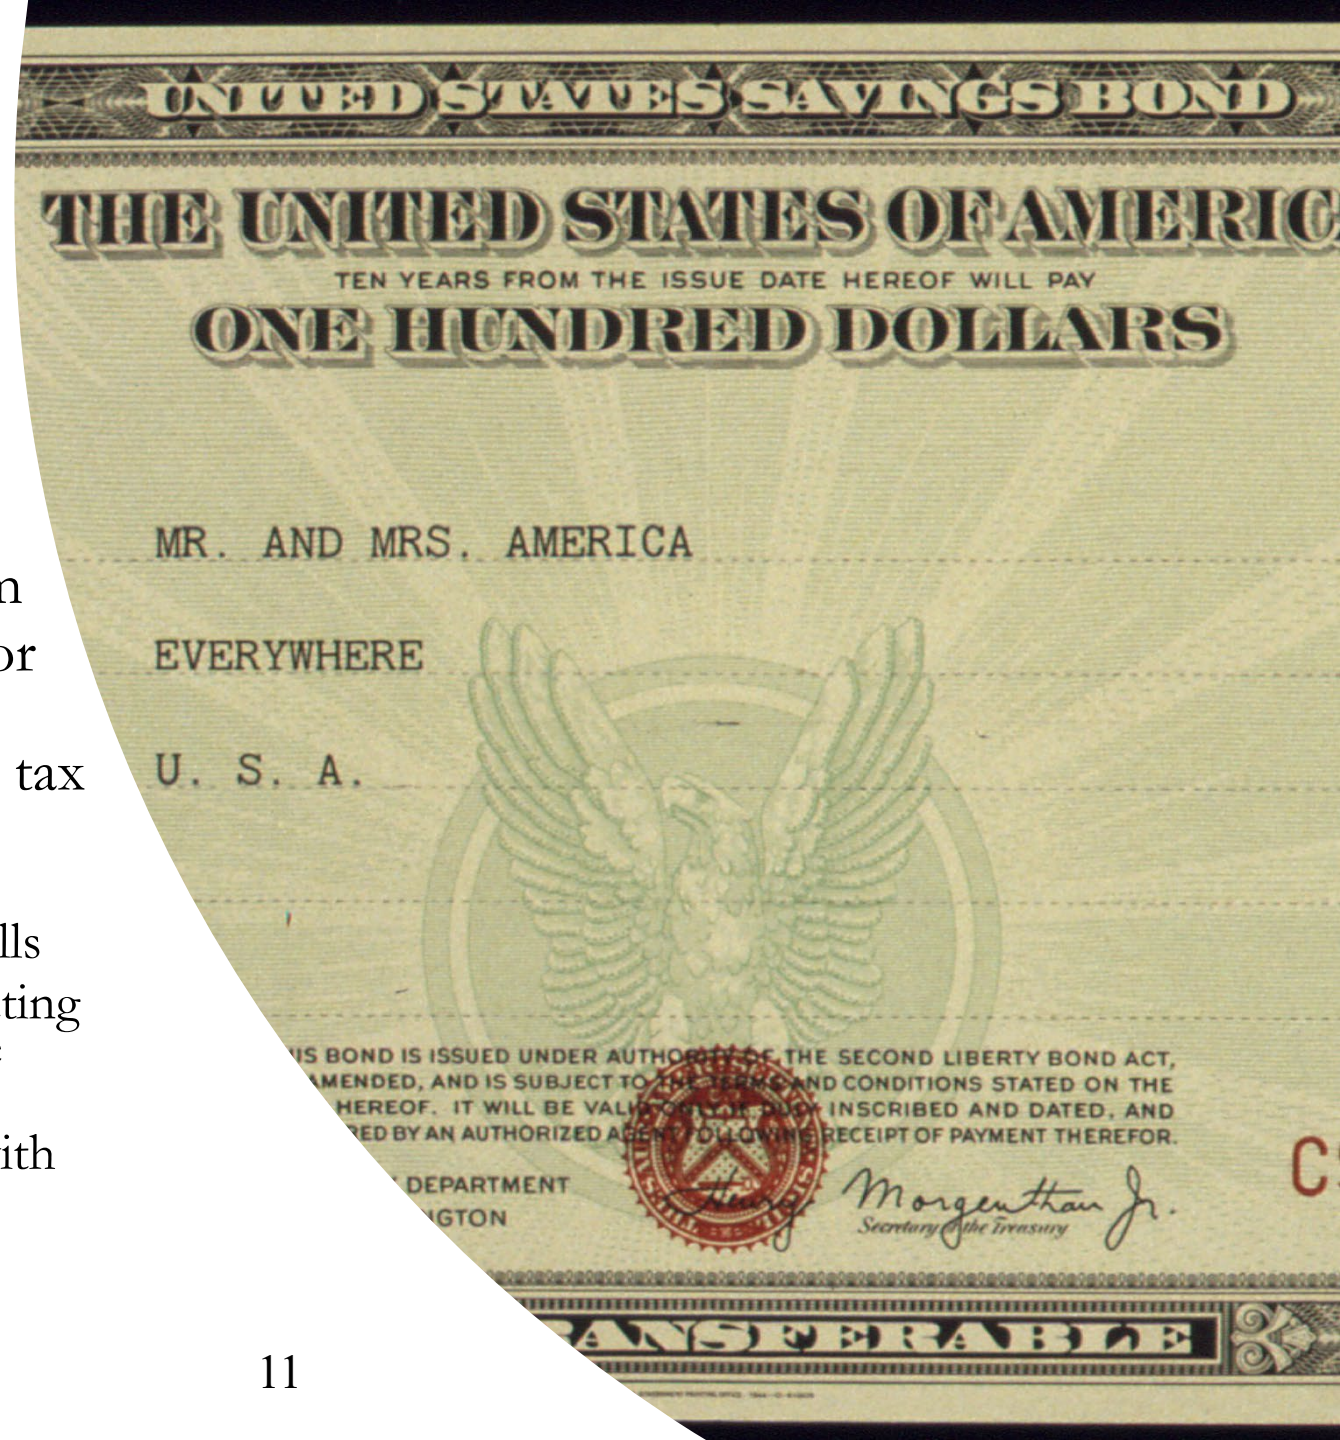 UNITED STATES SAVINGS BOND
THE UNITED STATES OF AMERIC
TEN YEARS FROM THE ISSUE DATE HEREOF WILL PAY
ONE HUNDRED DOLLARS
MR. AND MRS. AMERICA
EVERYWHERE
U. S. A.
IS BOND IS ISSUED UNDER AUTHORITY OF THE SECOND LIBERTY BOND ACT,
AMENDED, AND IS SUBJECT TO THE TERMS AND CONDITIONS STATED ON THE
HEREOF. IT WILL BE VALID ONLY IF DULY INSCRIBED AND DATED, AND
RED BY AN AUTHORIZED AGENT FOLLOWING RECEIPT OF PAYMENT THEREFOR.
DEPARTMENT
NGTON
Henry Morgenthau Jr.
Secretary of the Treasury
C
RANSFERABLE
m
or
tax
lls
ting
ith
11